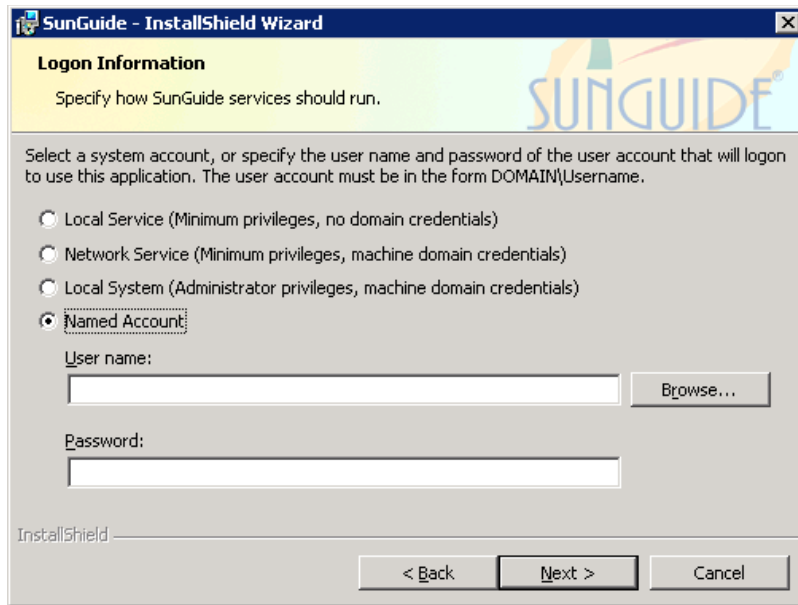 SunGuide - InstallShield Wizard
Logon Information
Specify how SunGuide services should run.
SUNGUIDE®
Select a system account, or specify the user name and password of the user account that will logon
to use this application. The user account must be in the form DOMAIN\Username.
Local Service (Minimum privileges, no domain credentials)
Network Service (Minimum privileges, machine domain credentials)
Local System (Administrator privileges, machine domain credentials)
Named Account
User name:
Browse...
Password:
InstallShield
< Back Next > Cancel